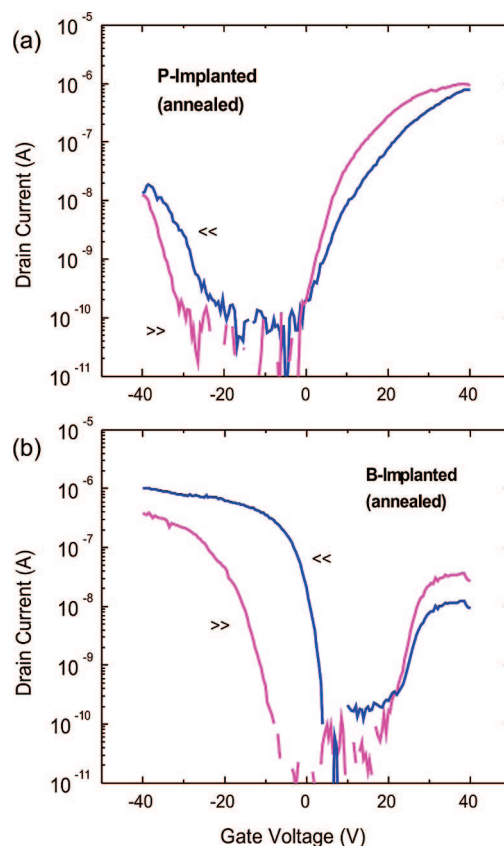 (a)
P-Implanted
(annealed)
Drain Current (A)
10⁻⁵
10⁻⁶
10⁻⁷
10⁻⁸
10⁻⁹
10⁻¹⁰
10⁻¹¹
<<
>>
-40 -20 0 20 40
(b)
B-Implanted
(annealed)
Drain Current (A)
10⁻⁵
10⁻⁶
10⁻⁷
10⁻⁸
10⁻⁹
10⁻¹⁰
10⁻¹¹
<<
>>
-40 -20 0 20 40
Gate Voltage (V)